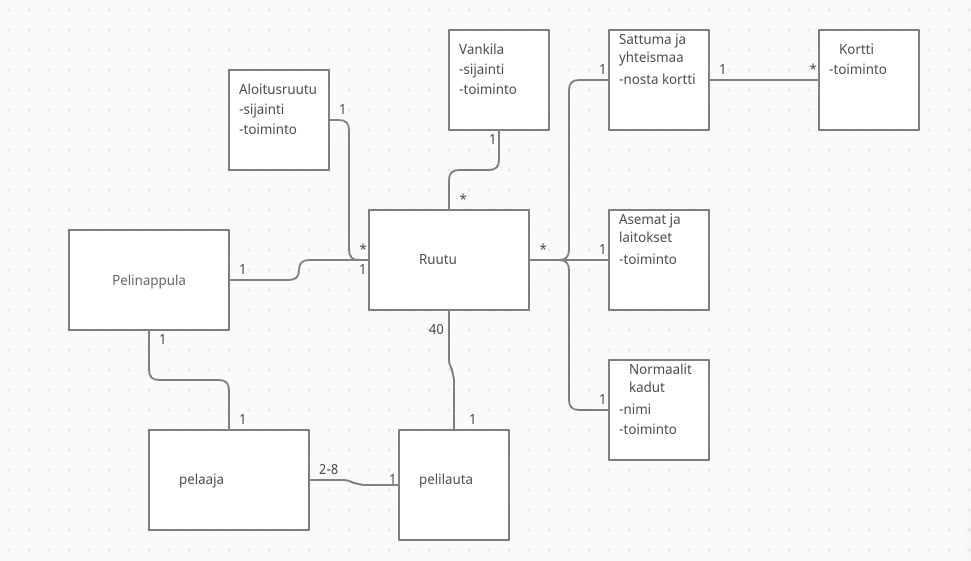 Vankila
-sijainti
-toiminto
1
*
Sattuma ja
yhteismaa
-nosta kortti
1
1
*
Kortti
-toiminto
Aloitusruutu
-sijainti
-toiminto
1
*
1
Pelinappula
1
1
Ruutu
*
40
Asemat ja
laitokset
-toiminto
1
Normaalit
kadut
-nimi
-toiminto
1
1
pelaaja
2-8
1
1
pelilauta